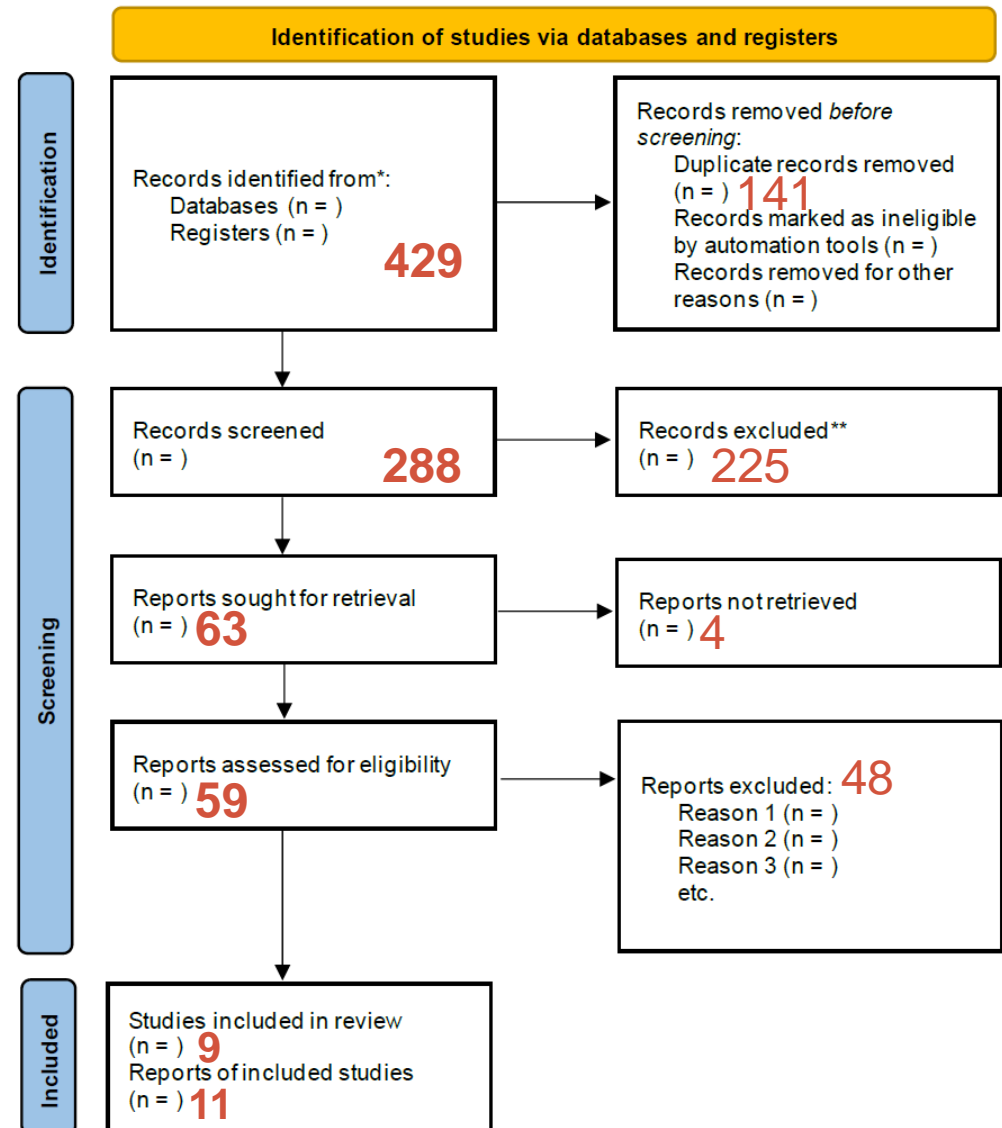 Identification of studies via databases and registers
Identification
Records identified from*:
Databases (n = )
Registers (n = )
429
Records removed before
screening:
Duplicate records removed
(n = ) 141
Records marked as ineligible
by automation tools (n = )
Records removed for other
reasons (n = )
Screening
Records screened
(n = )
288
Records excluded**
(n = ) 225
Reports sought for retrieval
(n = ) 63
Reports not retrieved
(n = ) 4
Reports assessed for eligibility
(n = ) 59
Reports excluded: 48
Reason 1 (n = )
Reason 2 (n = )
Reason 3 (n = )
etc.
Included
Studies included in review
(n = ) 9
Reports of included studies
(n = ) 11